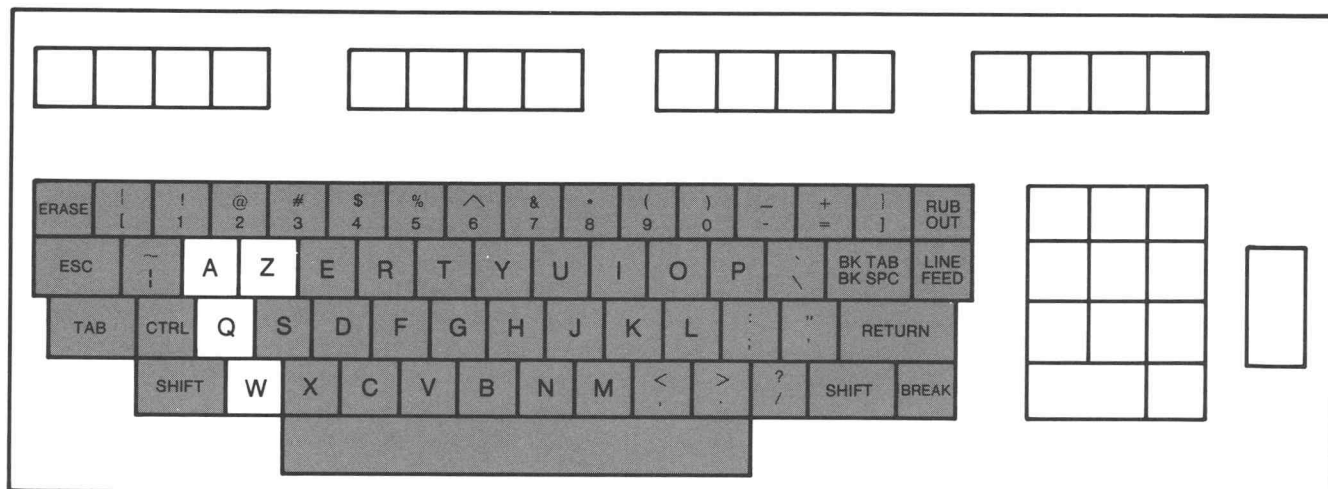 ERASE { [ ! 1 @ 2 # 3 $ 4 % 5 ^ 6 & 7 * 8 ( 9 ) 0 _ - + = } ] RUB OUT
ESC ~ ¦ A Z E R T Y U I O P ` \ BK TAB BK SPC LINE FEED
TAB CTRL Q S D F G H J K L : ; " ' RETURN
SHIFT W X C V B N M < , > . ? / SHIFT BREAK